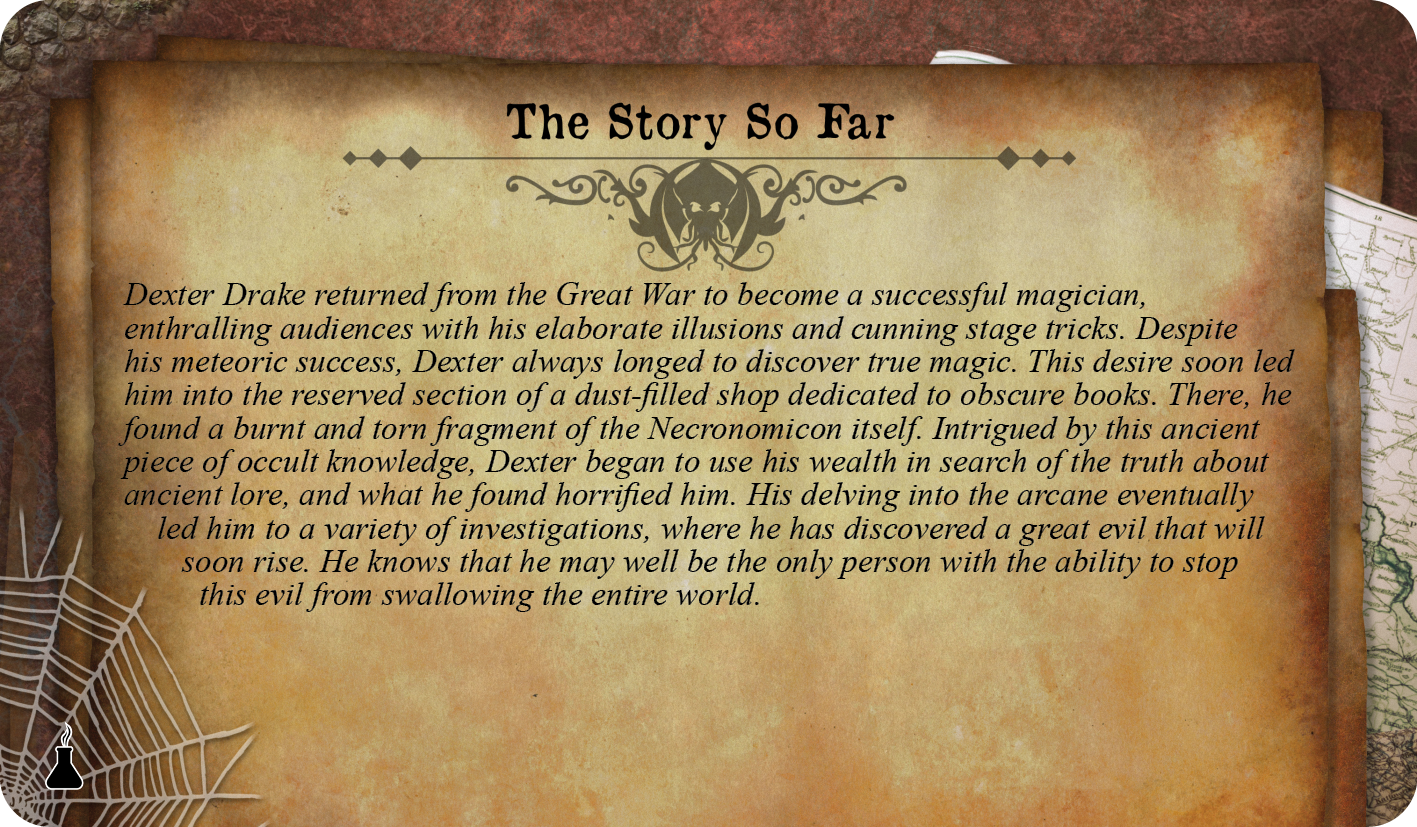 The Story So Far
Dexter Drake returned from the Great War to become a successful magician,
enthralling audiences with his elaborate illusions and cunning stage tricks. Despite
his meteoric success, Dexter always longed to discover true magic. This desire soon led
him into the reserved section of a dust-filled shop dedicated to obscure books. There, he
found a burnt and torn fragment of the Necronomicon itself. Intrigued by this ancient
piece of occult knowledge, Dexter began to use his wealth in search of the truth about
ancient lore, and what he found horrified him. His delving into the arcane eventually
led him to a variety of investigations, where he has discovered a great evil that will
soon rise. He knows that he may well be the only person with the ability to stop
this evil from swallowing the entire world.